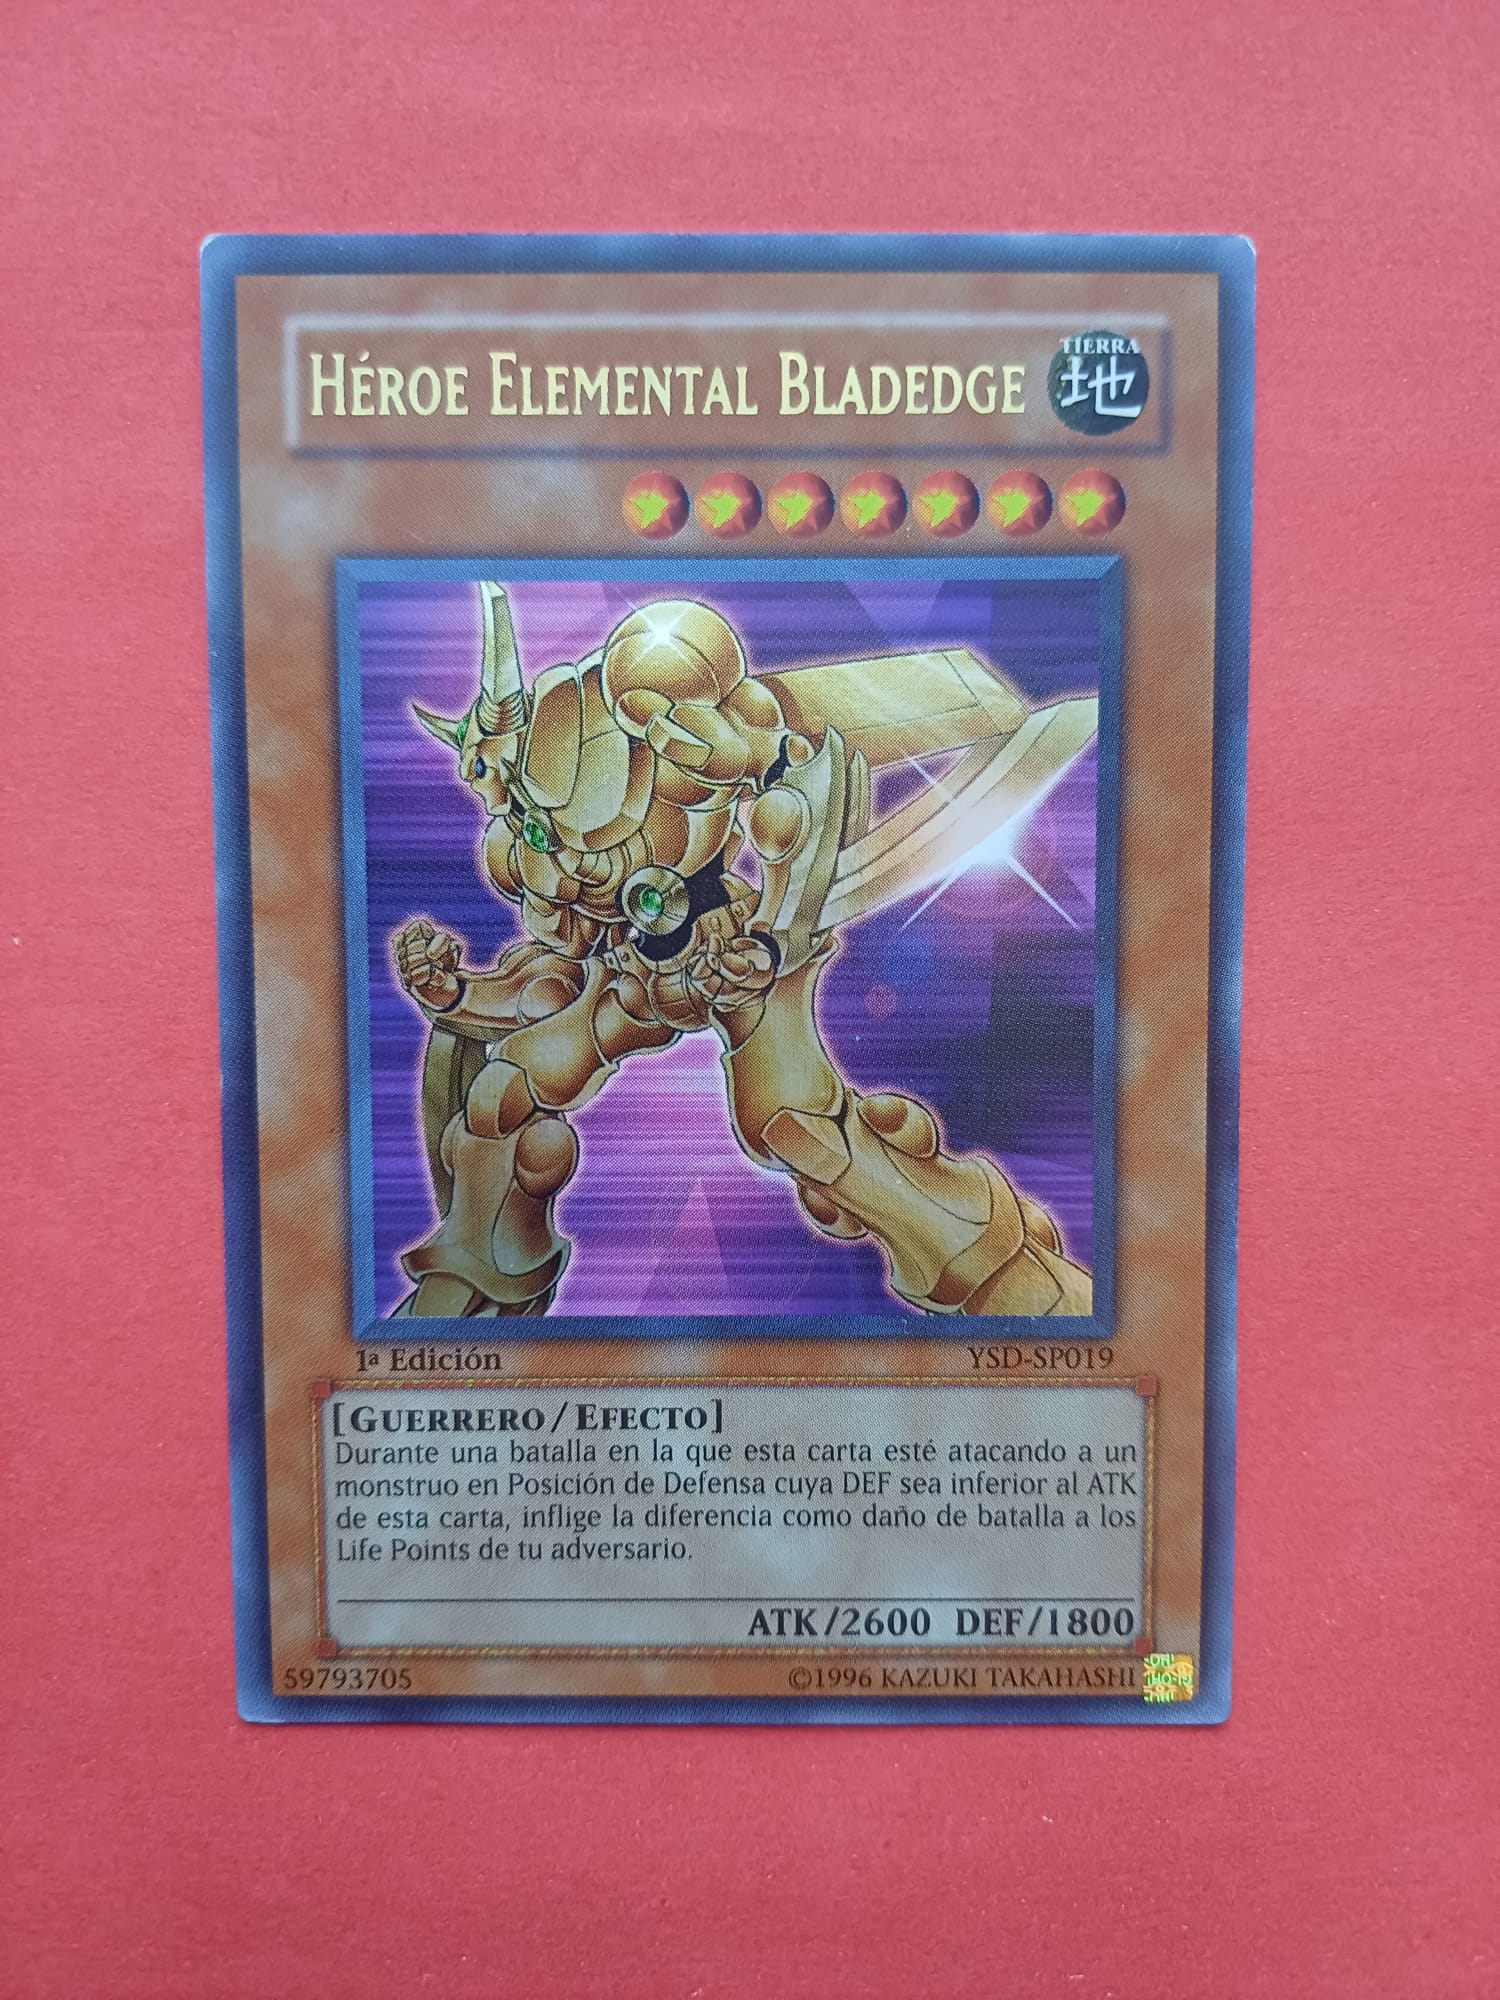 HÉROE ELEMENTAL BLADEDGE
TIERRA
地
1ª Edición
YSD-SP019
[GUERRERO/EFECTO]
Durante una batalla en la que esta carta esté atacando a un
monstruo en Posición de Defensa cuya DEF sea inferior al ATK
de esta carta, inflige la diferencia como daño de batalla a los
Life Points de tu adversario.
ATK/2600 DEF/1800
59793705
©1996 KAZUKI TAKAHASHI